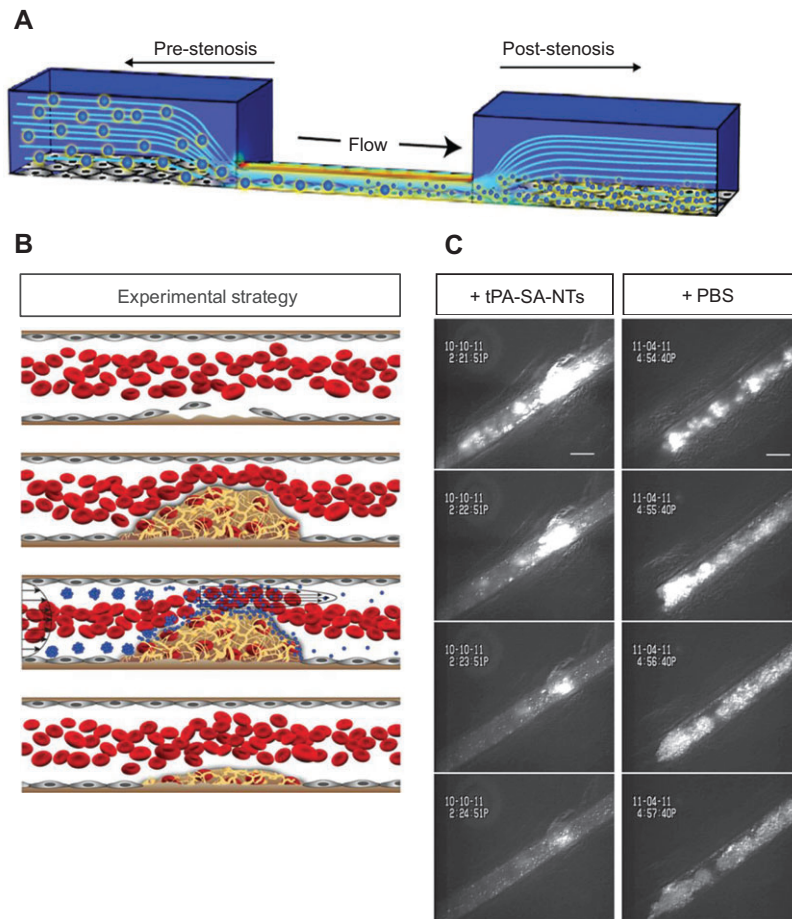 A
Pre-stenosis
Post-stenosis
Flow
B
Experimental strategy
C
+ tPA-SA-NTs
+ PBS
10-10-11
2:21:51P
11-04-11
4:54:40P
10-10-11
2:22:51P
11-04-11
4:55:40P
10-10-11
2:23:51P
11-04-11
4:56:40P
10-10-11
2:24:51P
11-04-11
4:57:40P